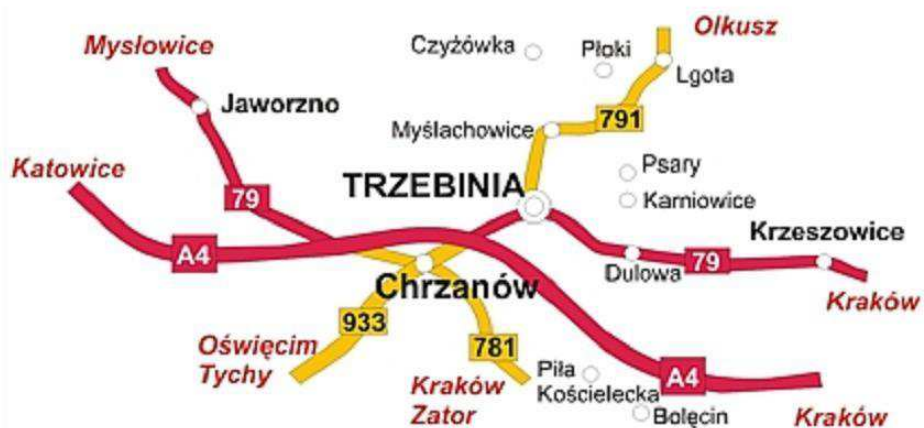 Olkusz
Mysłowice
Czyżówka
Płoki
Lgota
Jaworzno
791
Myślachowice
Katowice
Psary
TRZEBINIA
79
Karniowice
Krzeszowice
A4
79
Dulowa
Chrzanów
Kraków
933
Oświęcim
Tychy
781
Piła
Kościelecka
A4
Kraków
Zator
Bolęcin
Kraków